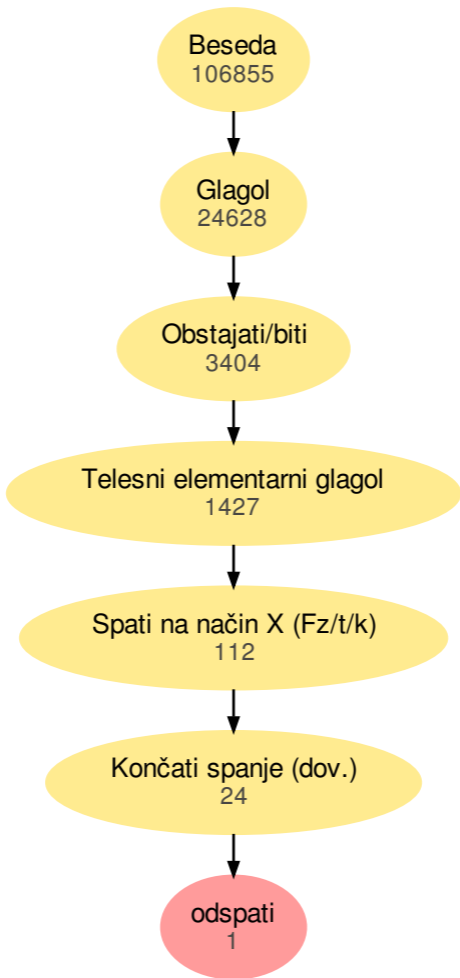 Beseda
106855
Glagol
24628
Obstajati/biti
3404
Telesni elementarni glagol
1427
Spati na način X (Fz/t/k)
112
Končati spanje (dov.)
24
odspati
1